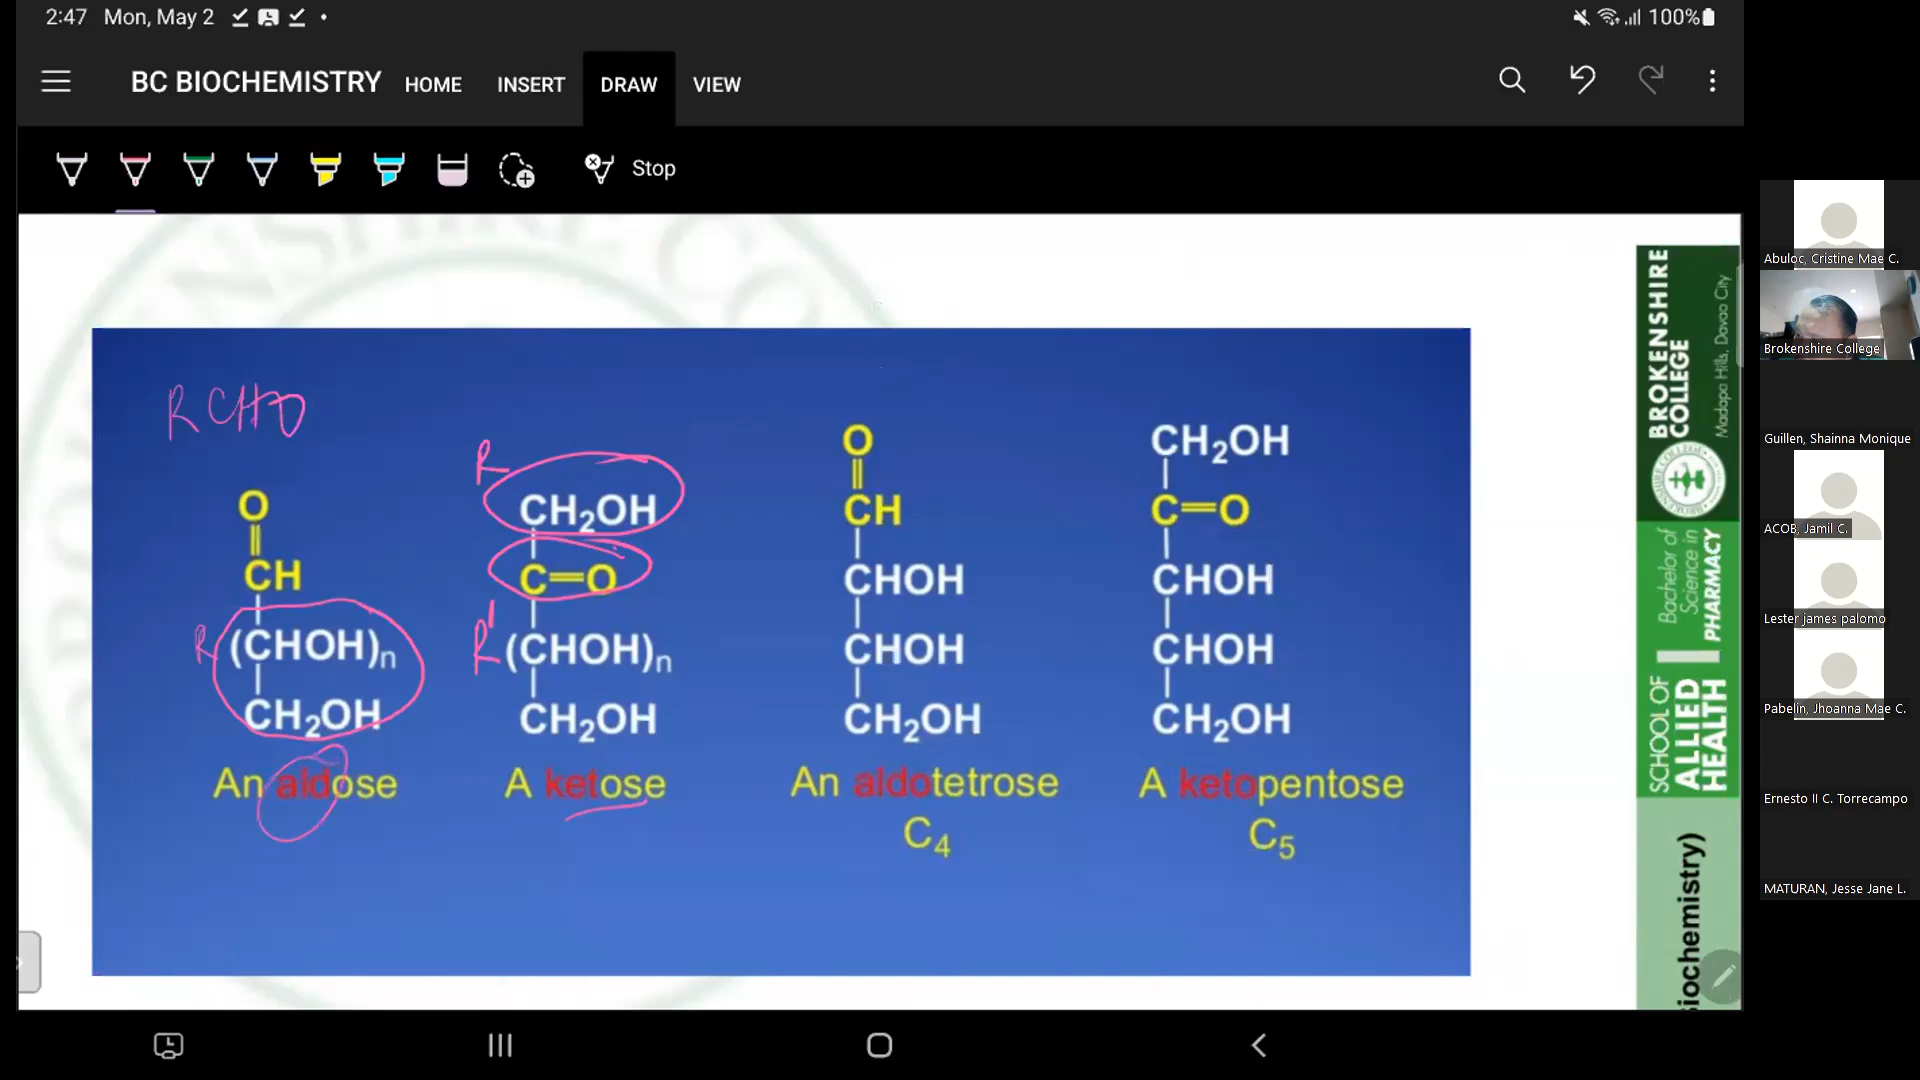 2:47 Mon, May 2
100%
BC BIOCHEMISTRY
HOME
INSERT
DRAW
VIEW
Stop
RCHO
O
CH
R
(CHOH)n
CH2OH
An aldose
R
CH2OH
C=O
R'
(CHOH)n
CH2OH
A ketose
O
CH
CHOH
CHOH
CH2OH
An aldotetrose
C4
CH2OH
C=O
CHOH
CHOH
CH2OH
A ketopentose
C5
BROKENSHIRE
COLLEGE
Madapo Hills, Davao City
Bachelor of
Science in
PHARMACY
SCHOOL OF
ALLIED
HEALTH
iochemistry)
Abuloc, Cristine Mae C.
Brokenshire College
Guillen, Shainna Monique
ACOB, Jamil C.
Lester james palomo
Pabelin, Jhoanna Mae C.
Ernesto II C. Torrecampo
MATURAN, Jesse Jane L.